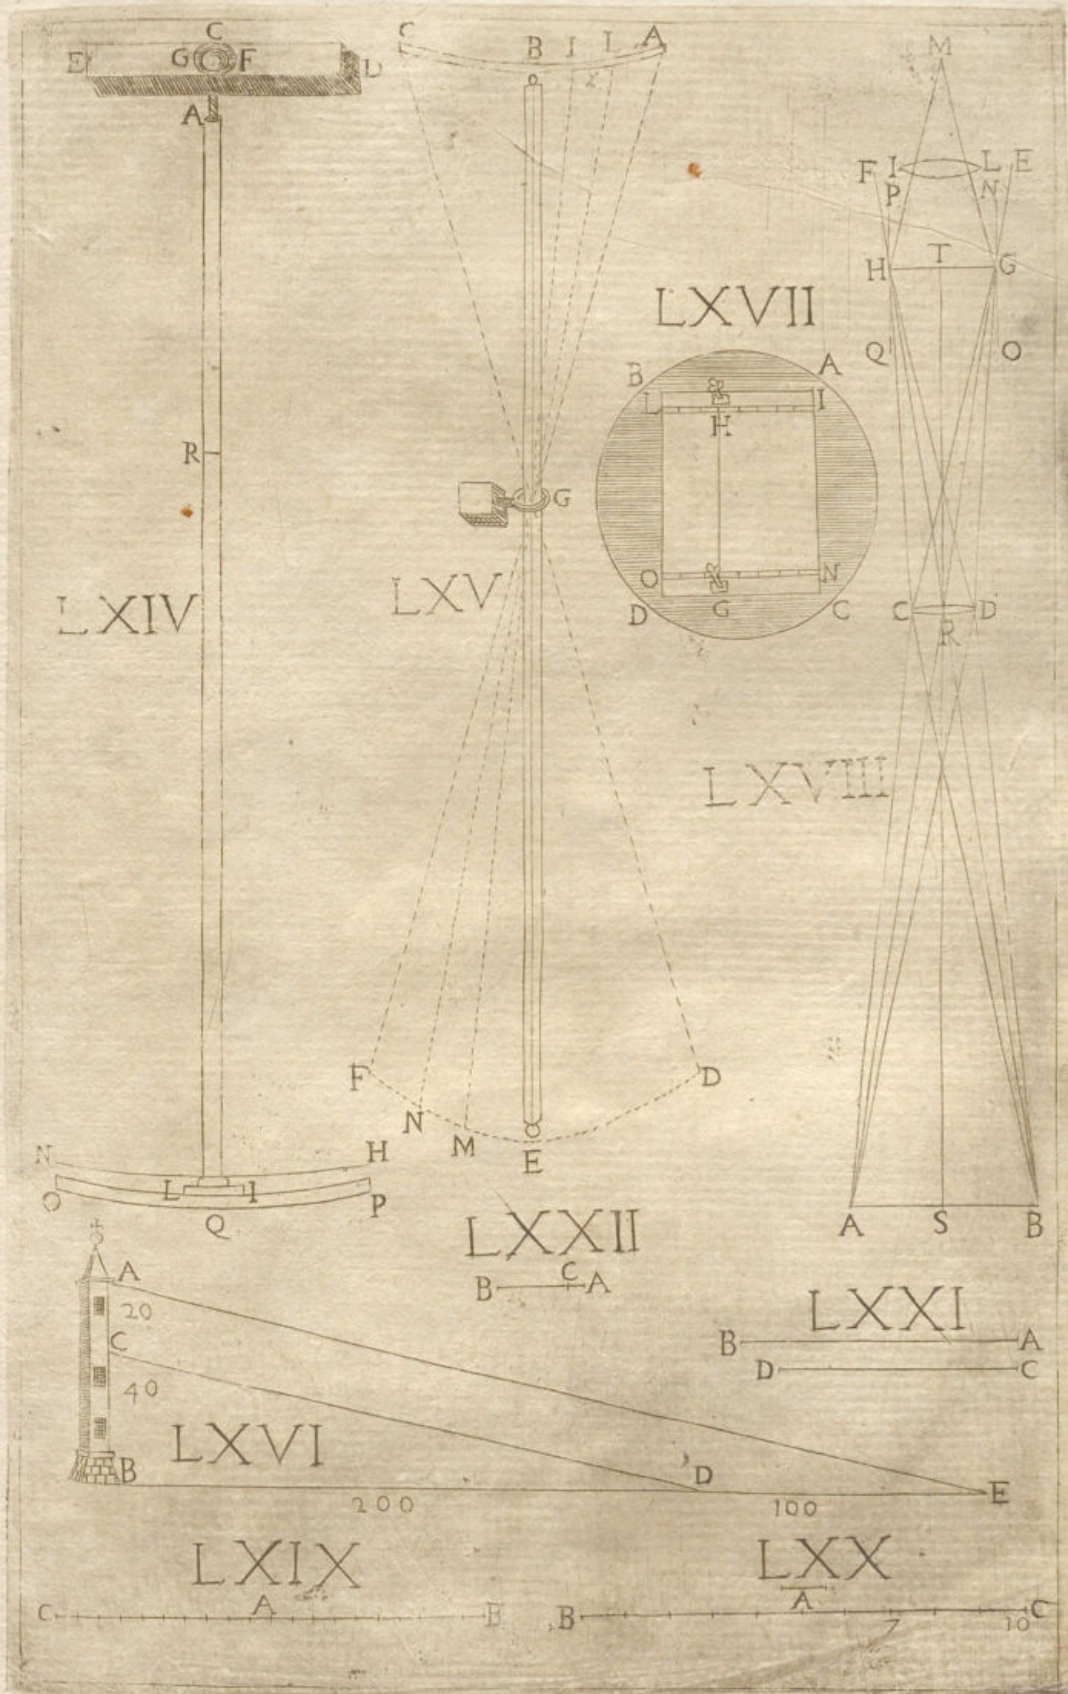 C
E G F D
A
R
LXIV
N H
L I
O Q P
C B I L A
G
LXV
F D
N M E
LXVII
B A
L I
H
O N
D G C
M
F I L E
P N
H T G
Q O
C D
R
LXVIII
A S B
LXXII
B C A
LXXI
B A
D C
A
20
C
40
LXVI
B D E
200 100
LXIX
C A B
LXX
B A C
7 10